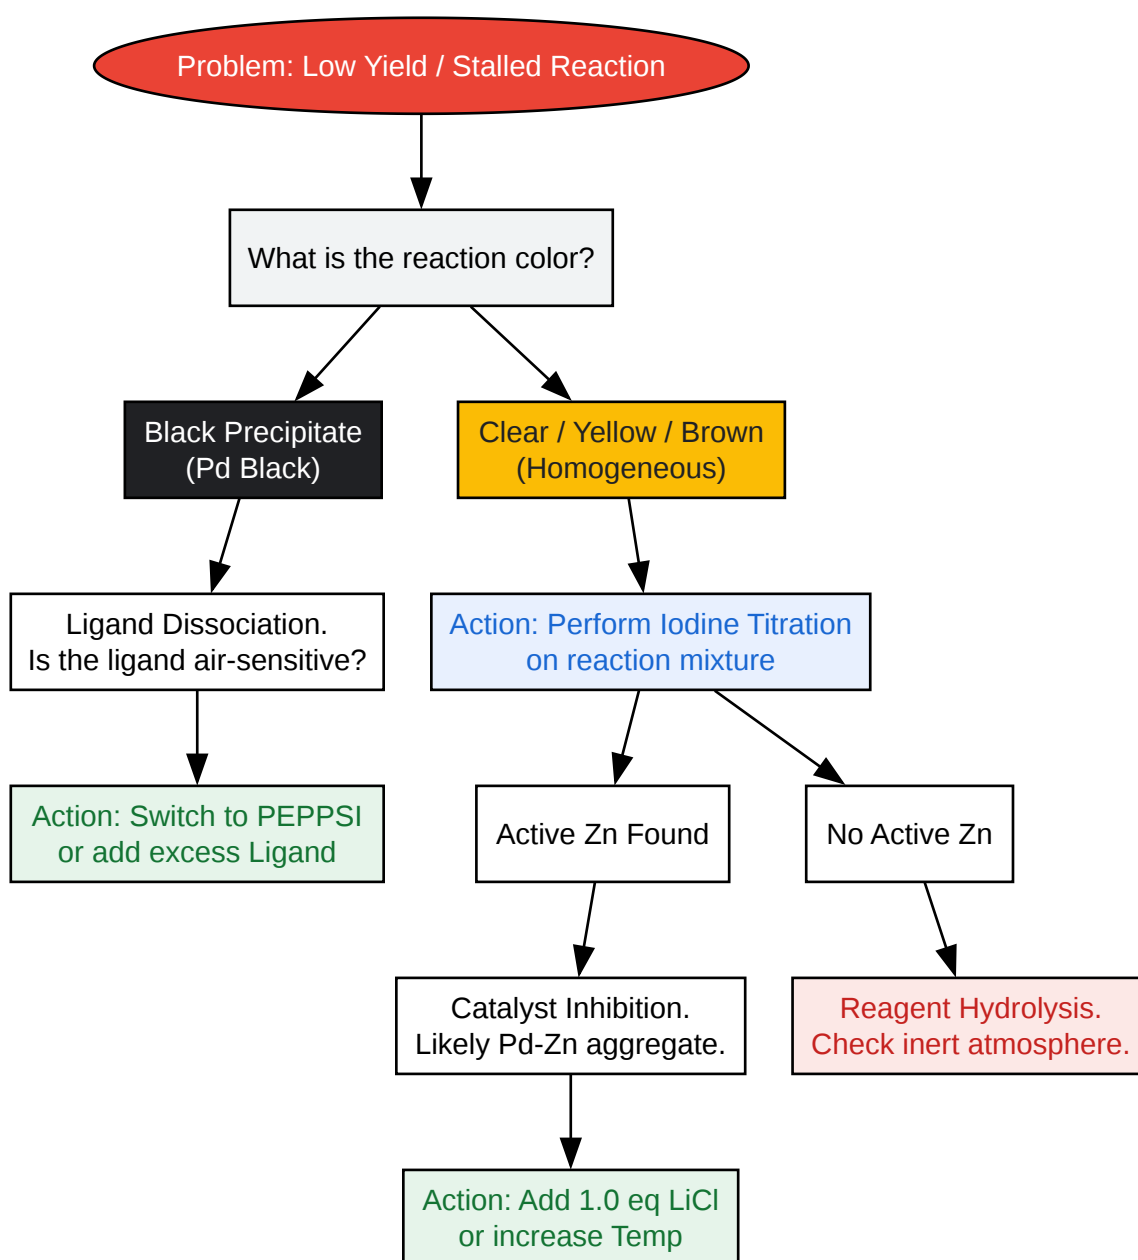 Problem: Low Yield / Stalled Reaction
What is the reaction color?
Black Precipitate
(Pd Black)
Clear / Yellow / Brown
(Homogeneous)
Ligand Dissociation.
Is the ligand air-sensitive?
Action: Perform Iodine Titration
on reaction mixture
Action: Switch to PEPPSI
or add excess Ligand
Active Zn Found
No Active Zn
Catalyst Inhibition.
Likely Pd-Zn aggregate.
Reagent Hydrolysis.
Check inert atmosphere.
Action: Add 1.0 eq LiCl
or increase Temp